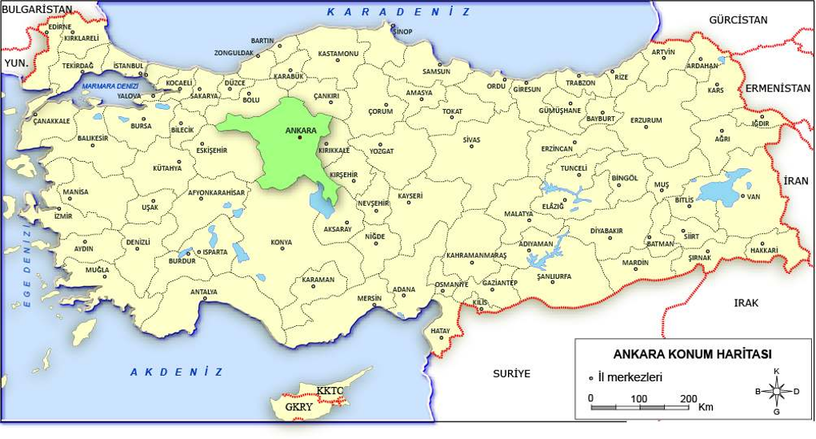 BULGARİSTAN
KARADENİZ
GÜRCİSTAN
EDİRNE
KIRKLARELİ
BARTIN
SİNOP
YUN.
TEKİRDAĞ
İSTANBUL
ZONGULDAK
KASTAMONU
KARABÜK
SAMSUN
ARTVİN
ARDAHAN
RİZE
TRABZON
ORDU
GİRESUN
KARS
MARMARA DENİZİ
YALOVA
KOCAELİ
SAKARYA
DÜZCE
BOLU
ÇANKIRI
ÇORUM
AMASYA
TOKAT
GÜMÜŞHANE
BAYBURT
ERMENİSTAN
ÇANAKKALE
BALIKESİR
BURSA
BİLECİK
ESKİŞEHİR
ANKARA
KIRIKKALE
YOZGAT
SİVAS
ERZİNCAN
ERZURUM
AĞRI
IĞDIR
İRAN
KÜTAHYA
KIRŞEHİR
TUNCELİ
BİNGÖL
MUŞ
BİTLİS
VAN
MANİSA
İZMİR
UŞAK
AFYONKARAHİSAR
NEVŞEHİR
KAYSERİ
MALATYA
ELAZIĞ
EGE DENİZİ
AYDIN
DENİZLİ
BURDUR
ISPARTA
KONYA
AKSARAY
NİĞDE
KAHRAMANMARAŞ
ADIYAMAN
DİYABAKIR
BATMAN
SİİRT
ŞIRNAK
HAKKARİ
MARDİN
MUĞLA
ANTALYA
KARAMAN
MERSİN
ADANA
OSMANİYE
GAZİANTEP
KİLİS
ŞANLIURFA
HATAY
IRAK
SURİYE
AKDENİZ
KKTC
GKRY
ANKARA KONUM HARİTASI
İl merkezleri
0 100 200 Km
K
B D
G